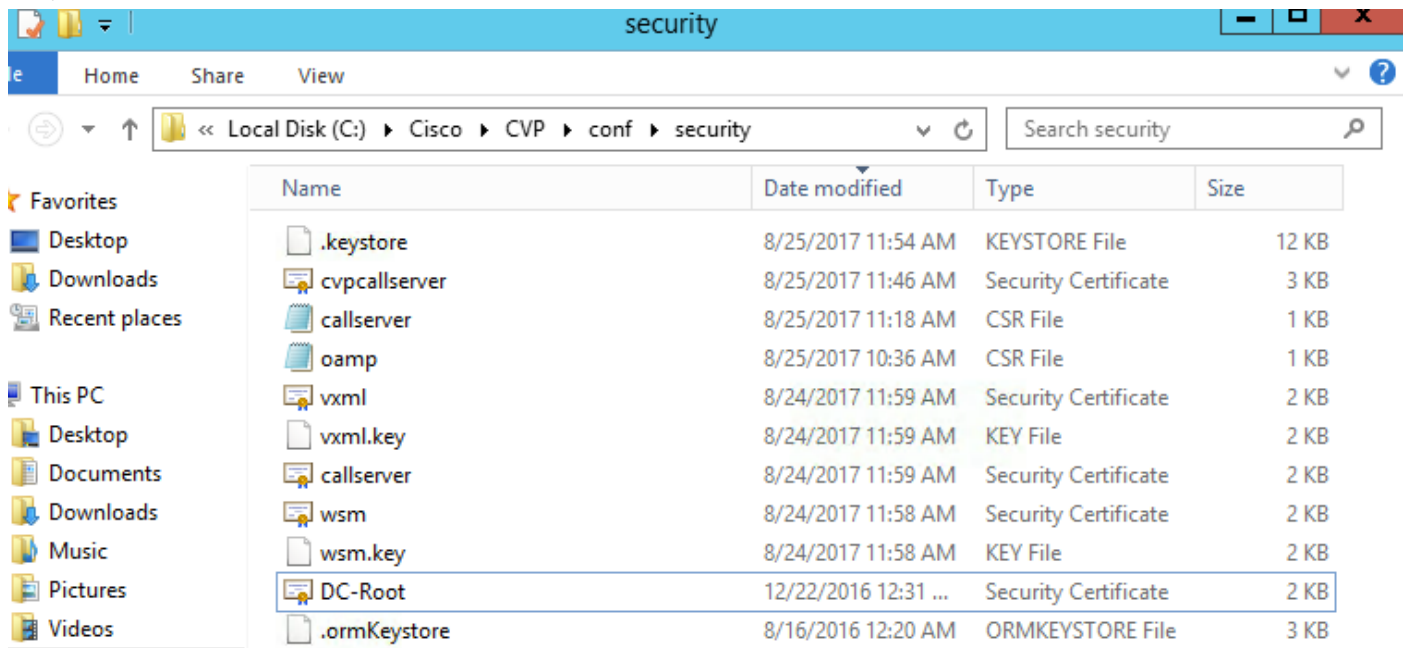 security
le Home Share View
« Local Disk (C:) Cisco CVP conf security Search security
Favorites
Desktop
Downloads
Recent places
This PC
Desktop
Documents
Downloads
Music
Pictures
Videos
Name Date modified Type Size
.keystore 8/25/2017 11:54 AM KEYSTORE File 12 KB
cvpcallserver 8/25/2017 11:46 AM Security Certificate 3 KB
callserver 8/25/2017 11:18 AM CSR File 1 KB
oamp 8/25/2017 10:36 AM CSR File 1 KB
vxml 8/24/2017 11:59 AM Security Certificate 2 KB
vxml.key 8/24/2017 11:59 AM KEY File 2 KB
callserver 8/24/2017 11:59 AM Security Certificate 2 KB
wsm 8/24/2017 11:58 AM Security Certificate 2 KB
wsm.key 8/24/2017 11:58 AM KEY File 2 KB
DC-Root 12/22/2016 12:31 ... Security Certificate 2 KB
.ormKeystore 8/16/2016 12:20 AM ORMKEYSTORE File 3 KB